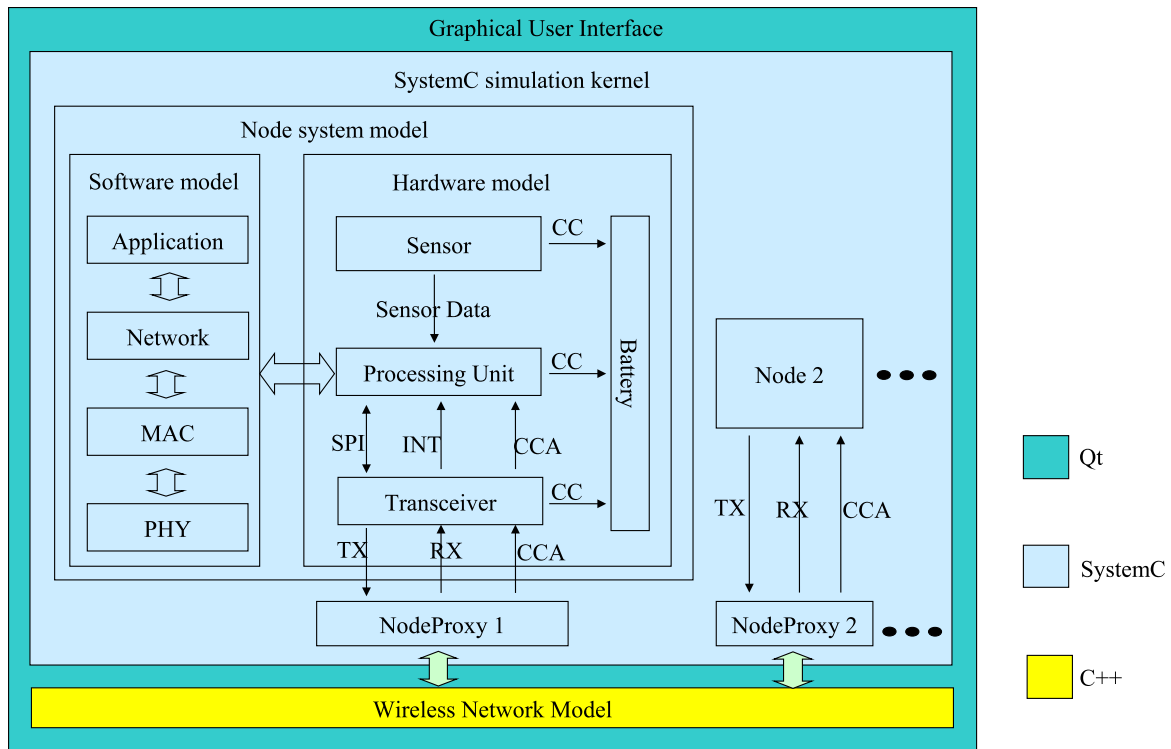 Graphical User Interface
SystemC simulation kernel
Node system model
Software model
Hardware model
Application
Network
MAC
PHY
Sensor
CC
Sensor Data
Processing Unit
CC
Battery
SPI
INT
CCA
Transceiver
CC
TX
RX
CCA
NodeProxy 1
Node 2
TX
RX
CCA
NodeProxy 2
Wireless Network Model
Qt
SystemC
C++